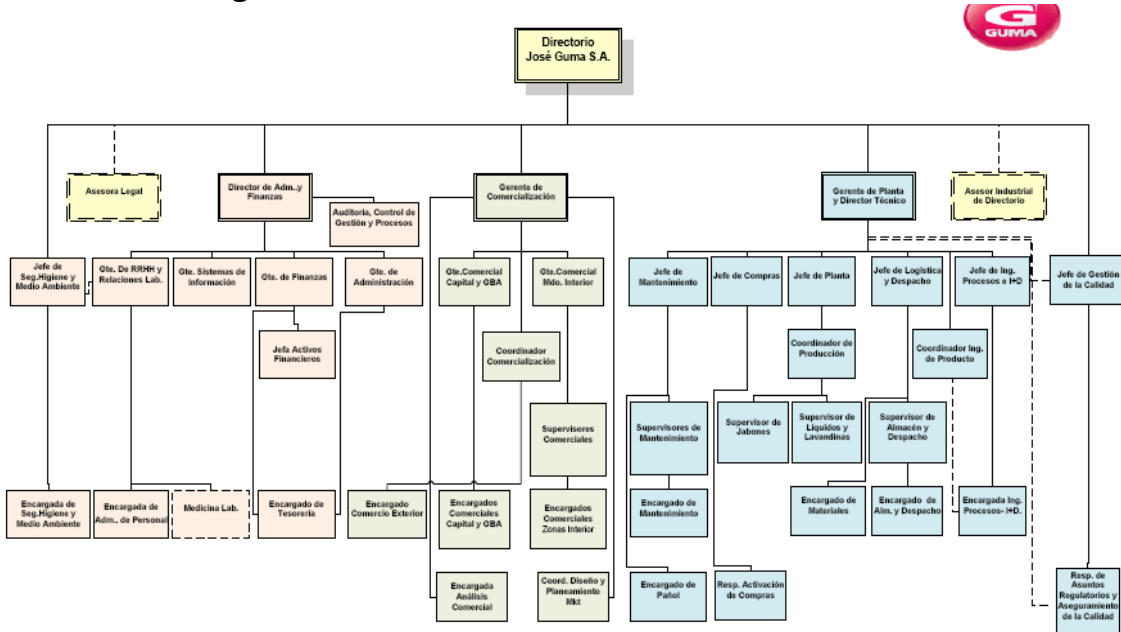 G
GUMA
Directorio
José Guma S.A.
Asesora Legal
Director de Adm..y
Finanzas
Gerente de
Comercialización
Gerente de Planta
y Director Técnico
Asesor Industrial
de Directorio
Auditoría, Control de
Gestión y Procesos
Jefe de
Seg.Higiene y
Medio Ambiente
Gte. De RRHH y
Relaciones Lab.
Gte. Sistemas de
Información
Gte. de Finanzas
Gte. de
Administración
Gte.Comercial
Capital y GBA
Gte.Comercial
Mdo. Interior
Jefe de
Mantenimiento
Jefe de Compras
Jefe de Planta
Jefe de Logística
y Despacho
Jefe de Ing.
Procesos e I+D
Jefe de Gestión
de la Calidad
Jefa Activos
Financieros
Coordinador
Comercialización
Coordinador de
Producción
Coordinador Ing.
de Producto
Supervisores
Comerciales
Supervisores de
Mantenimiento
Supervisor de
Jabones
Supervisor de
Líquidos y
Lavandinas
Supervisor de
Almacén y
Despacho
Encargada de
Seg.Higiene y
Medio Ambiente
Encargada de
Adm.. de Personal
Medicina Lab.
Encargado de
Tesorería
Encargado
Comercio Exterior
Encargados
Comerciales
Capital y GBA
Encargados
Comerciales
Zonas Interior
Encargado de
Mantenimiento
Encargado de
Materiales
Encargado de
Alm. y Despacho
Encargada Ing.
Procesos- I+D.
Encargada
Análisis
Comercial
Coord. Diseño y
Planeamiento
Mkt
Encargado de
Pañol
Resp. Activación
de Compras
Resp. de
Asuntos
Regulatorios y
Aseguramiento
de la Calidad